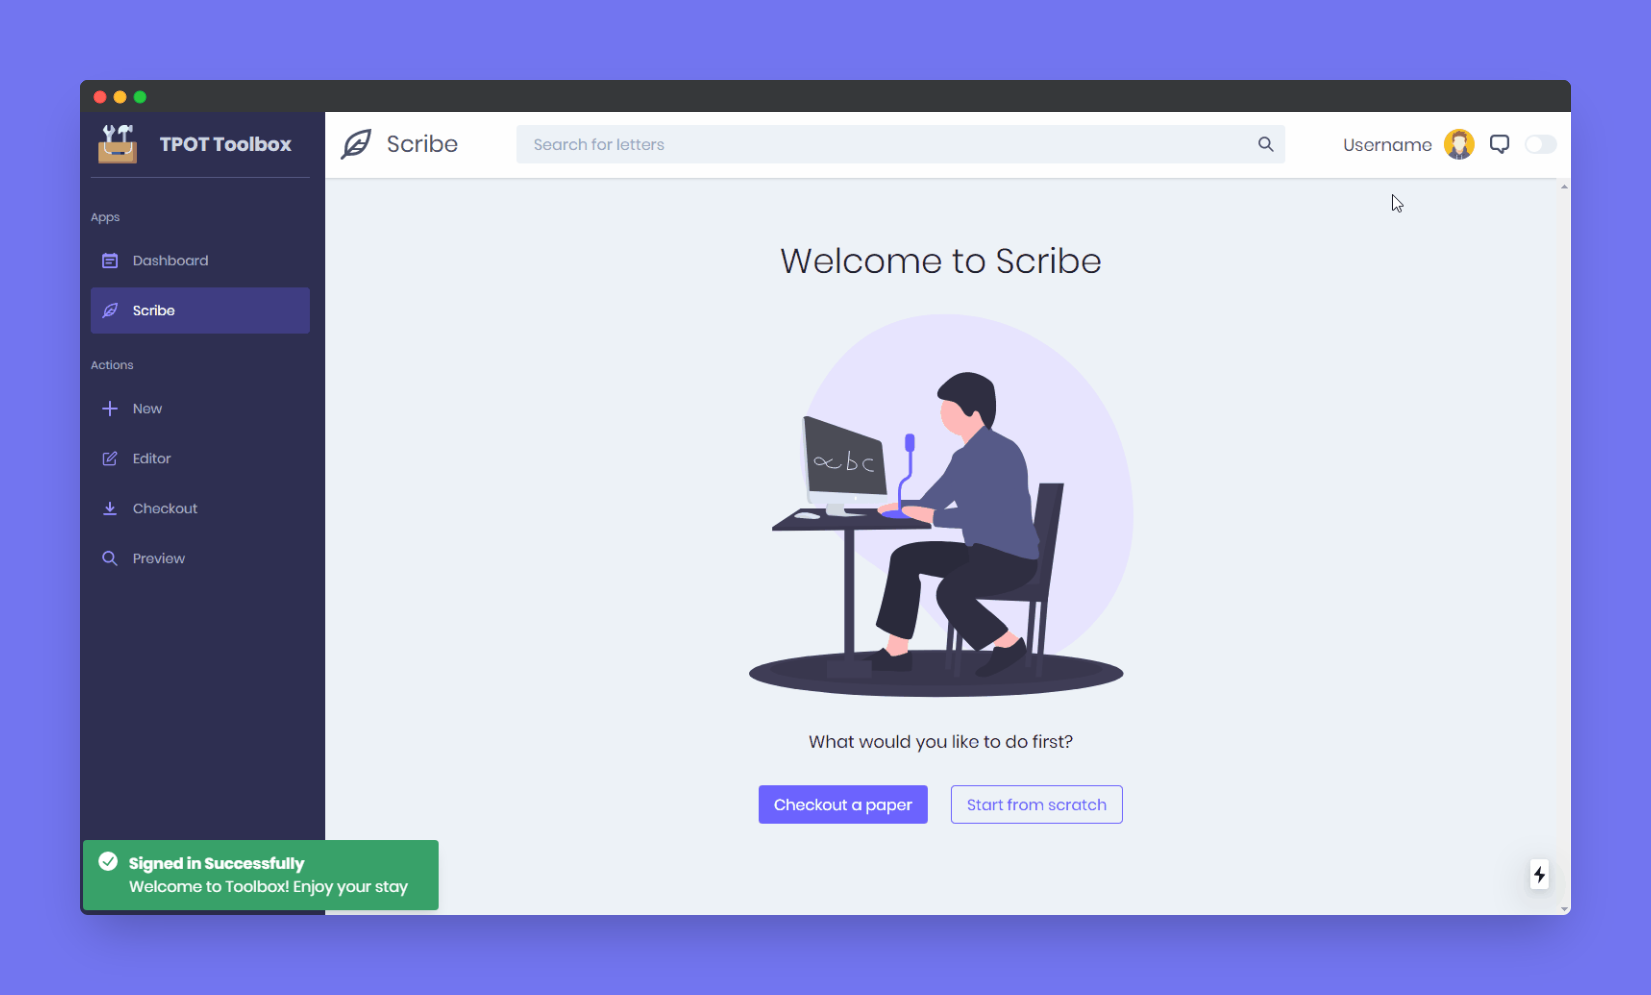 TPOT Toolbox
Scribe
Search for letters
Username
Apps
Dashboard
Scribe
Actions
New
Editor
Checkout
Preview
Welcome to Scribe
abc
What would you like to do first?
Checkout a paper
Start from scratch
Signed in Successfully
Welcome to Toolbox! Enjoy your stay